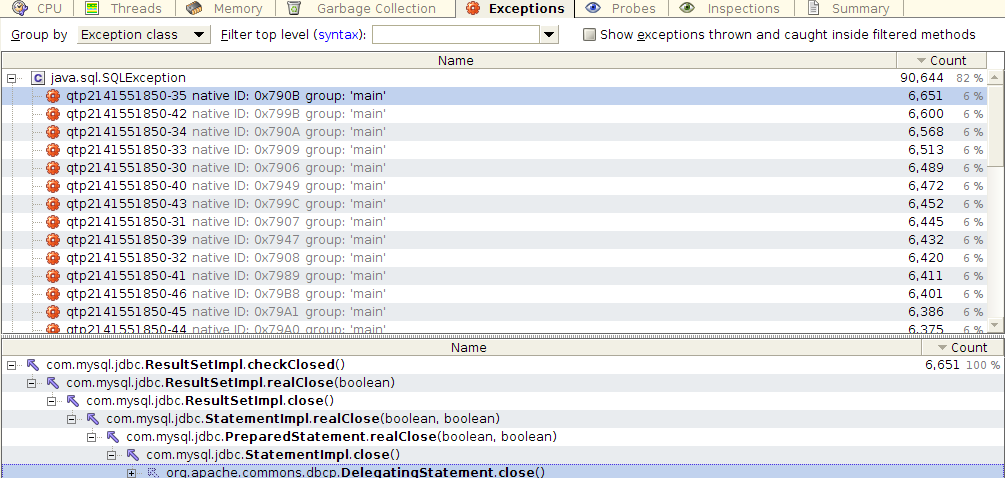 CPU Threads Memory Garbage Collection Exceptions Probes Inspections Summary
Group by Exception class Filter top level (syntax): Show exceptions thrown and caught inside filtered methods
Name Count
java.sql.SQLException 90,644 82 %
qtp2141551850-35 native ID: 0x790B group: 'main' 6,651 6 %
qtp2141551850-42 native ID: 0x799B group: 'main' 6,600 6 %
qtp2141551850-34 native ID: 0x790A group: 'main' 6,568 6 %
qtp2141551850-33 native ID: 0x7909 group: 'main' 6,513 6 %
qtp2141551850-30 native ID: 0x7906 group: 'main' 6,489 6 %
qtp2141551850-40 native ID: 0x7949 group: 'main' 6,472 6 %
qtp2141551850-43 native ID: 0x799C group: 'main' 6,452 6 %
qtp2141551850-31 native ID: 0x7907 group: 'main' 6,445 6 %
qtp2141551850-39 native ID: 0x7947 group: 'main' 6,432 6 %
qtp2141551850-32 native ID: 0x7908 group: 'main' 6,420 6 %
qtp2141551850-41 native ID: 0x7989 group: 'main' 6,411 6 %
qtp2141551850-46 native ID: 0x79B8 group: 'main' 6,401 6 %
qtp2141551850-45 native ID: 0x79A1 group: 'main' 6,386 6 %
qtp2141551850-44 native ID: 0x79A0 group: 'main' 6,375 6 %
Name Count
com.mysql.jdbc.ResultSetImpl.checkClosed() 6,651 100 %
com.mysql.jdbc.ResultSetImpl.realClose(boolean)
com.mysql.jdbc.ResultSetImpl.close()
com.mysql.jdbc.StatementImpl.realClose(boolean, boolean)
com.mysql.jdbc.PreparedStatement.realClose(boolean, boolean)
com.mysql.jdbc.StatementImpl.close()
org.apache.commons.dbcp.DelegatingStatement.close()